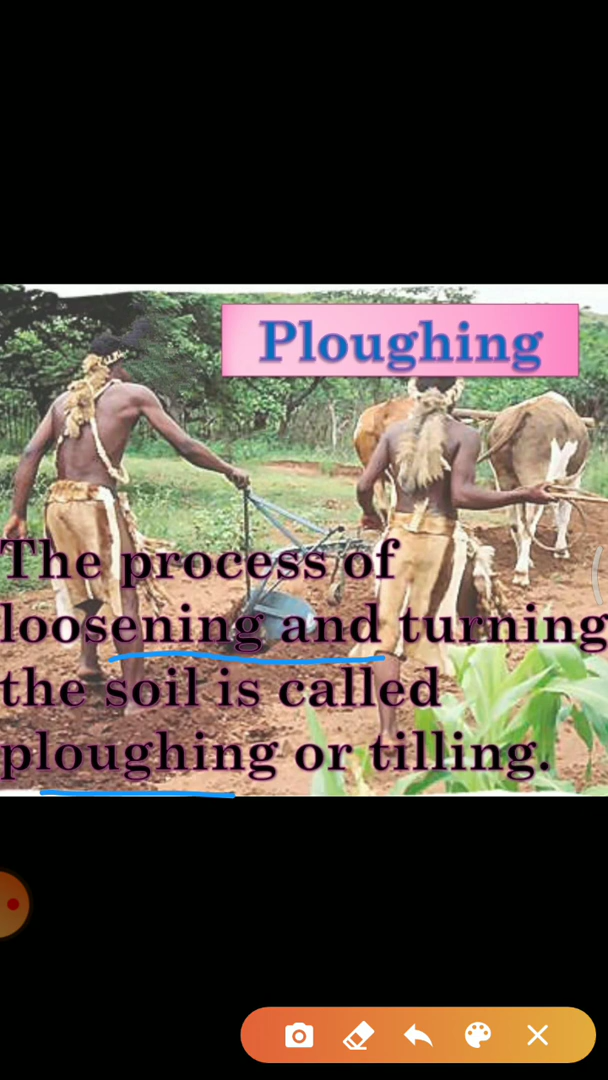 Ploughing
The process of
loosening and turning
the soil is called
ploughing or tilling.